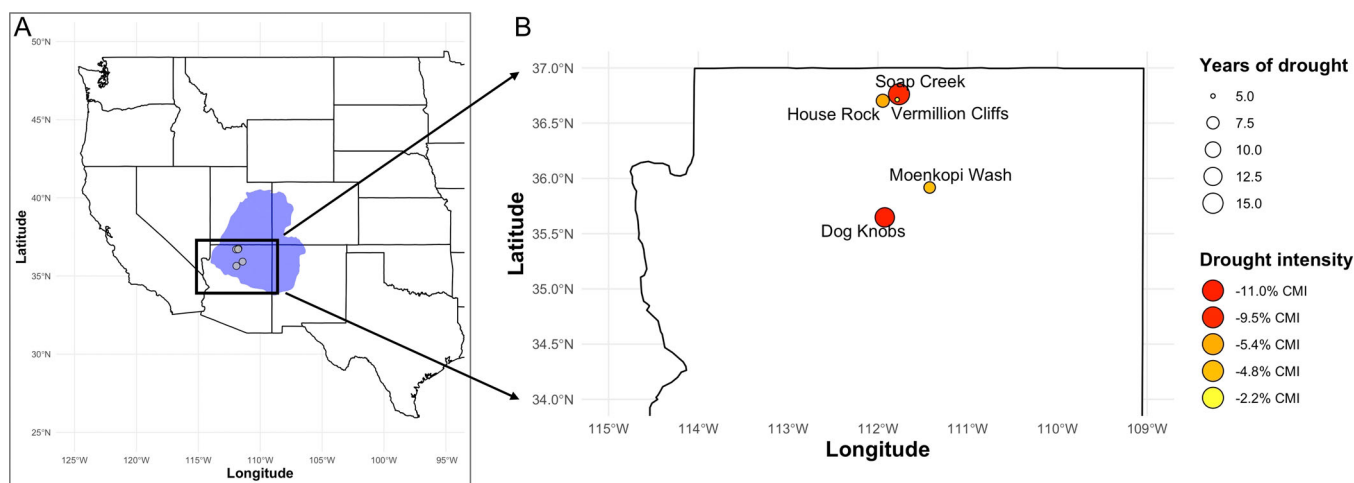 A
50°N
45°N
40°N
35°N
30°N
25°N
Latitude
125°W 120°W 115°W 110°W 105°W 100°W 95°W
Longitude
B
37.0°N
36.5°N
36.0°N
35.5°N
35.0°N
34.5°N
34.0°N
Latitude
Soap Creek
House Rock Vermillion Cliffs
Moenkopi Wash
Dog Knobs
115°W 114°W 113°W 112°W 111°W 110°W 109°W
Longitude
Years of drought
5.0
7.5
10.0
12.5
15.0
Drought intensity
-11.0% CMI
-9.5% CMI
-5.4% CMI
-4.8% CMI
-2.2% CMI